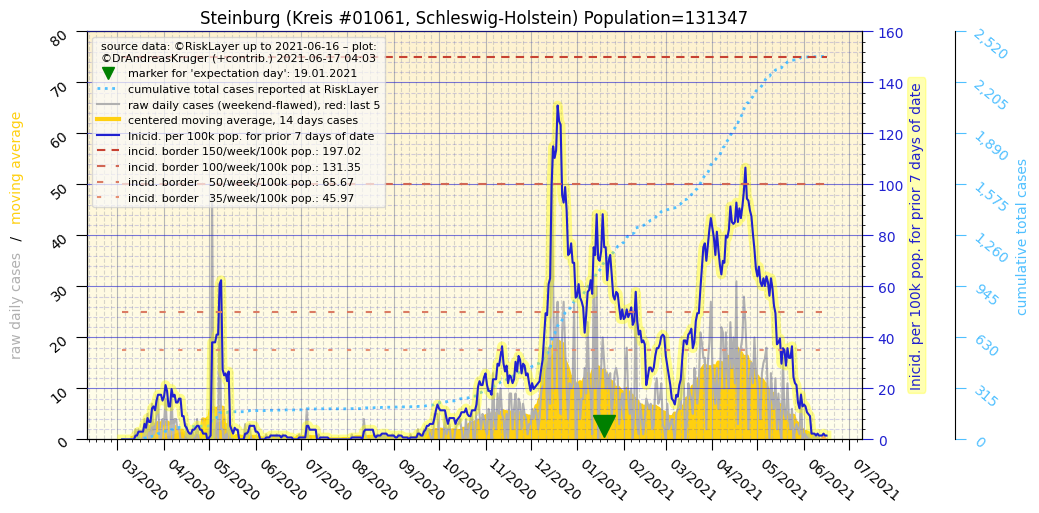 Steinburg (Kreis #01061, Schleswig-Holstein) Population=131347
source data: ©RiskLayer up to 2021-06-16 – plot:
©DrAndreasKruger (+contrib.) 2021-06-17 04:03
marker for 'expectation day': 19.01.2021
cumulative total cases reported at RiskLayer
raw daily cases (weekend-flawed), red: last 5
centered moving average, 14 days cases
Inicid. per 100k pop. for prior 7 days of date
incid. border 150/week/100k pop.: 197.02
incid. border 100/week/100k pop.: 131.35
incid. border 50/week/100k pop.: 65.67
incid. border 35/week/100k pop.: 45.97
raw daily cases / moving average
80
70
60
50
40
30
20
10
0
160
140
120
100
80
60
40
20
0
Inicid. per 100k pop. for prior 7 days of date
2,520
2,205
1,890
1,575
1,260
945
630
315
0
cumulative total cases
03/2020
04/2020
05/2020
06/2020
07/2020
08/2020
09/2020
10/2020
11/2020
12/2020
01/2021
02/2021
03/2021
04/2021
05/2021
06/2021
07/2021